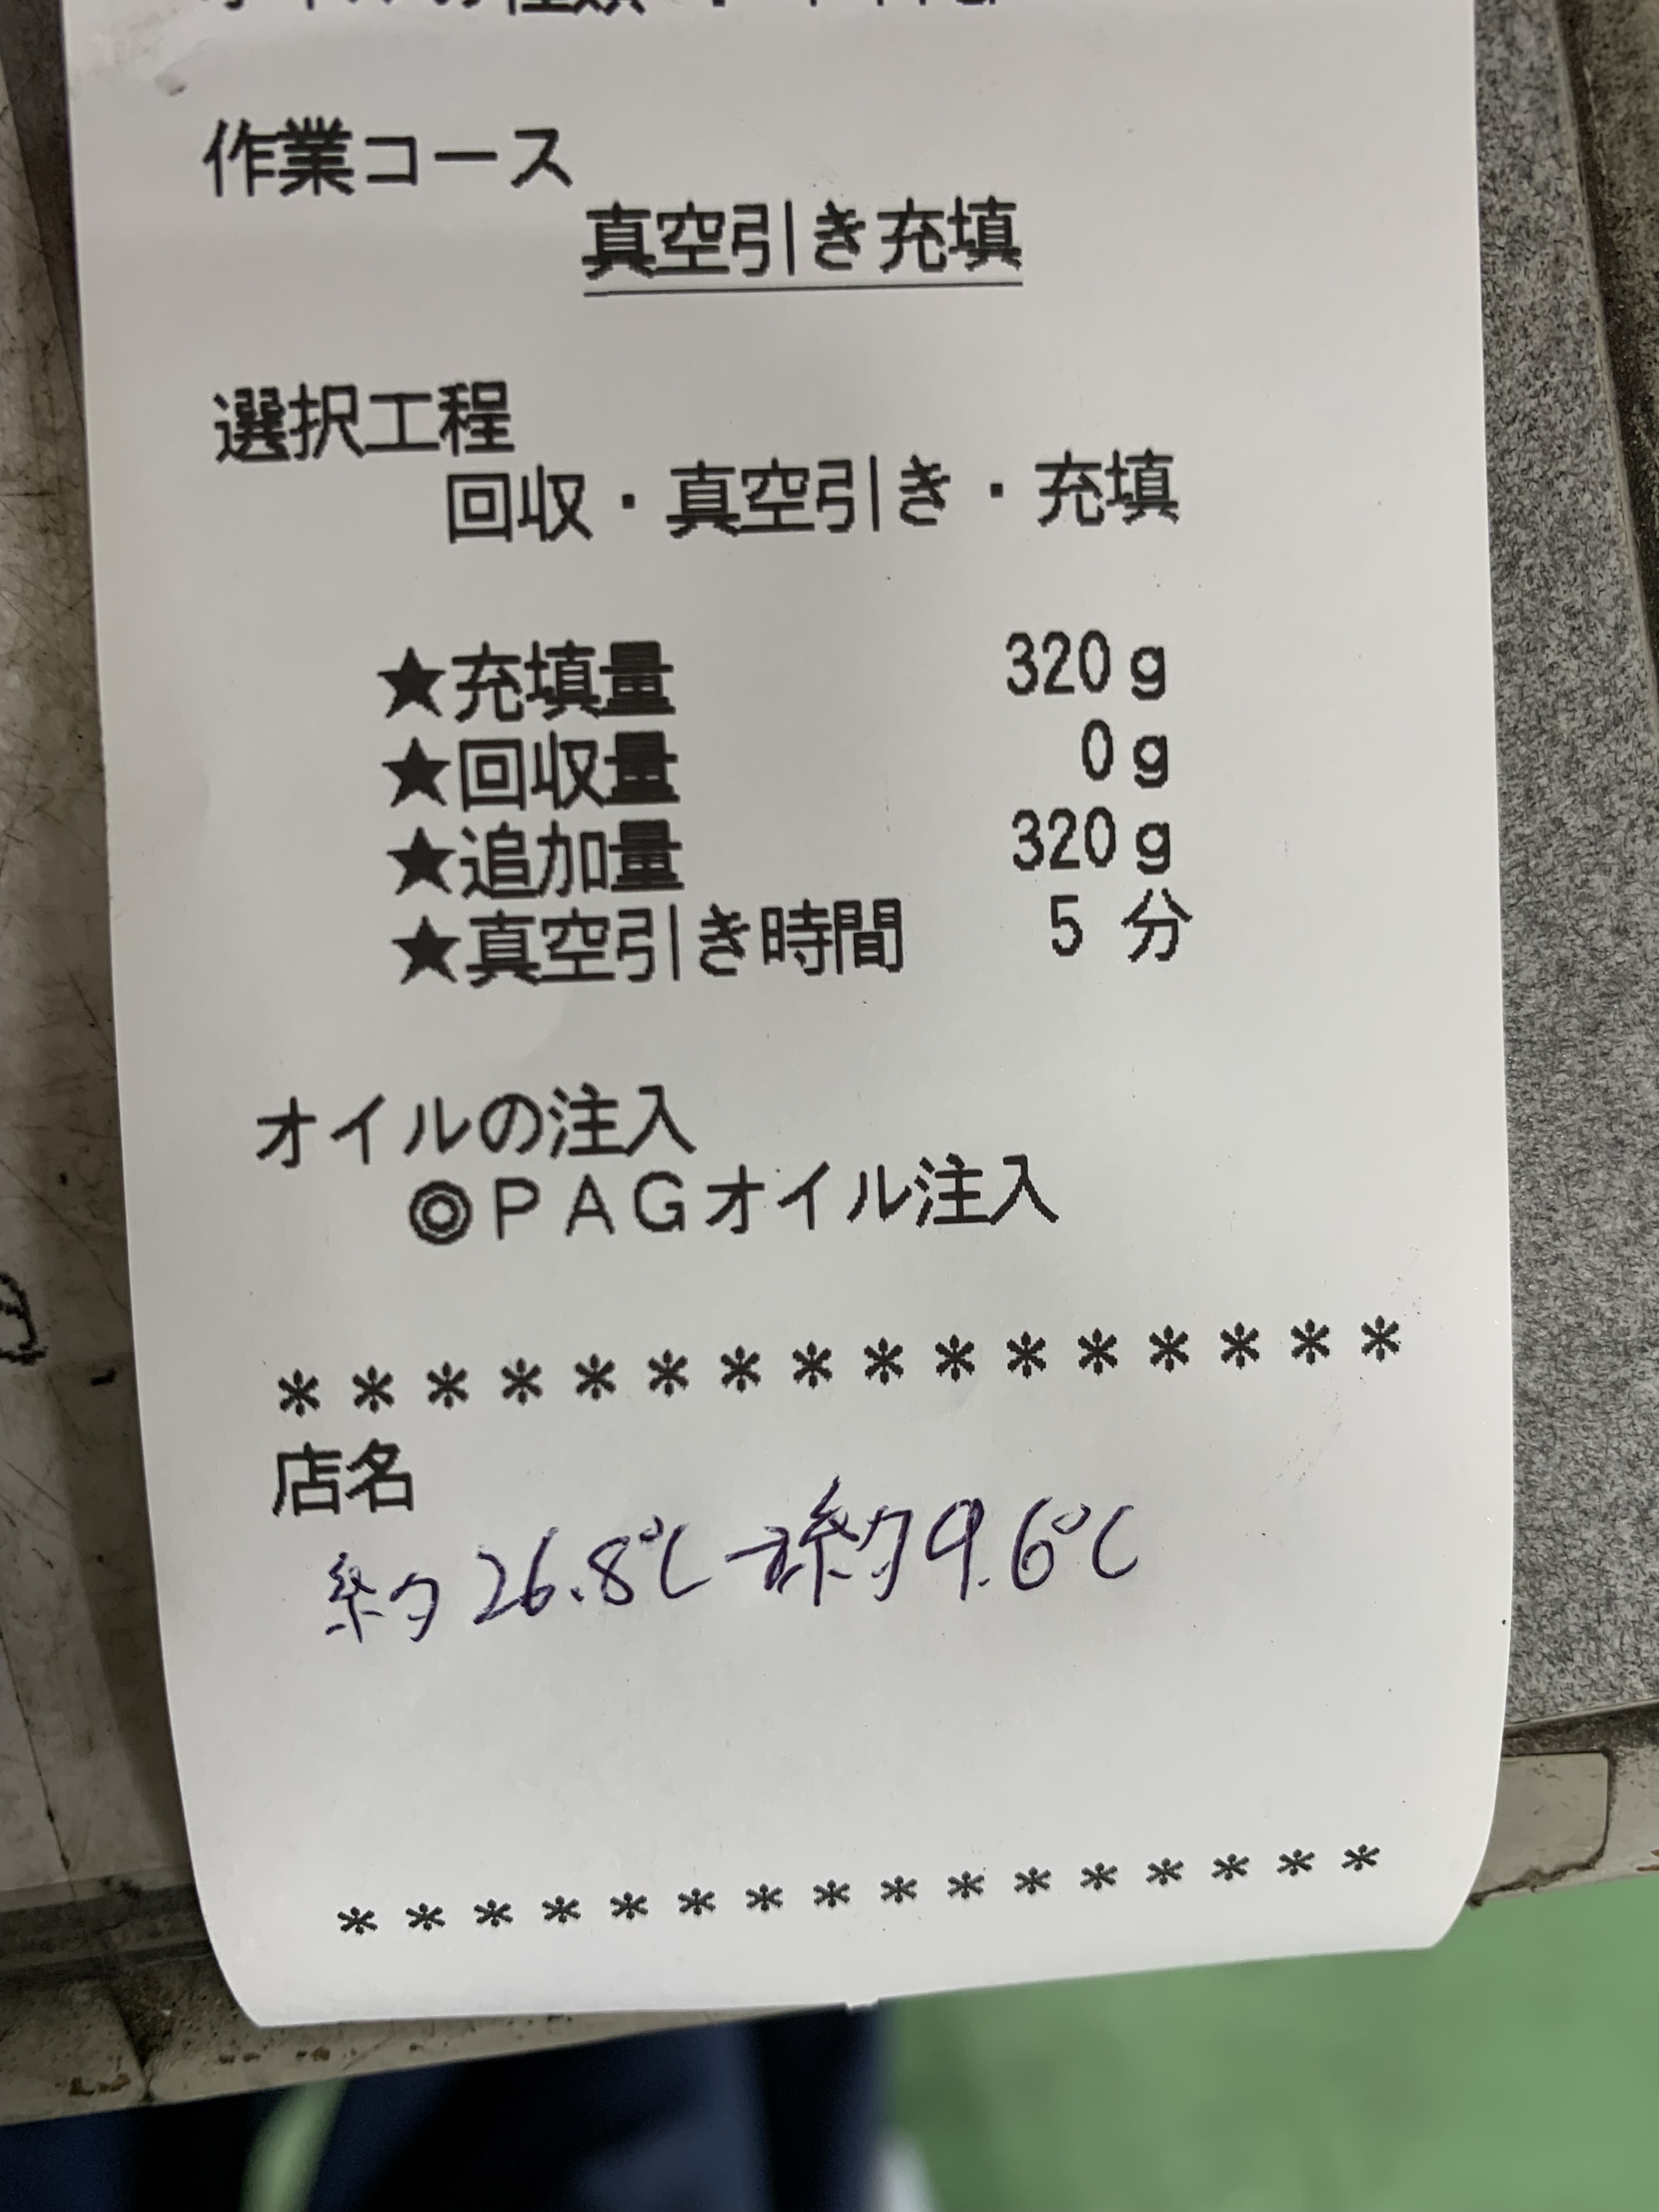 作業コース
真空引き充填
選択工程
回収・真空引き・充填
★充填量 320g
★回収量 0g
★追加量 320g
★真空引き時間 5分
オイルの注入
◎PAGオイル注入
****************
店名
約26.8℃→約9.6℃
****************